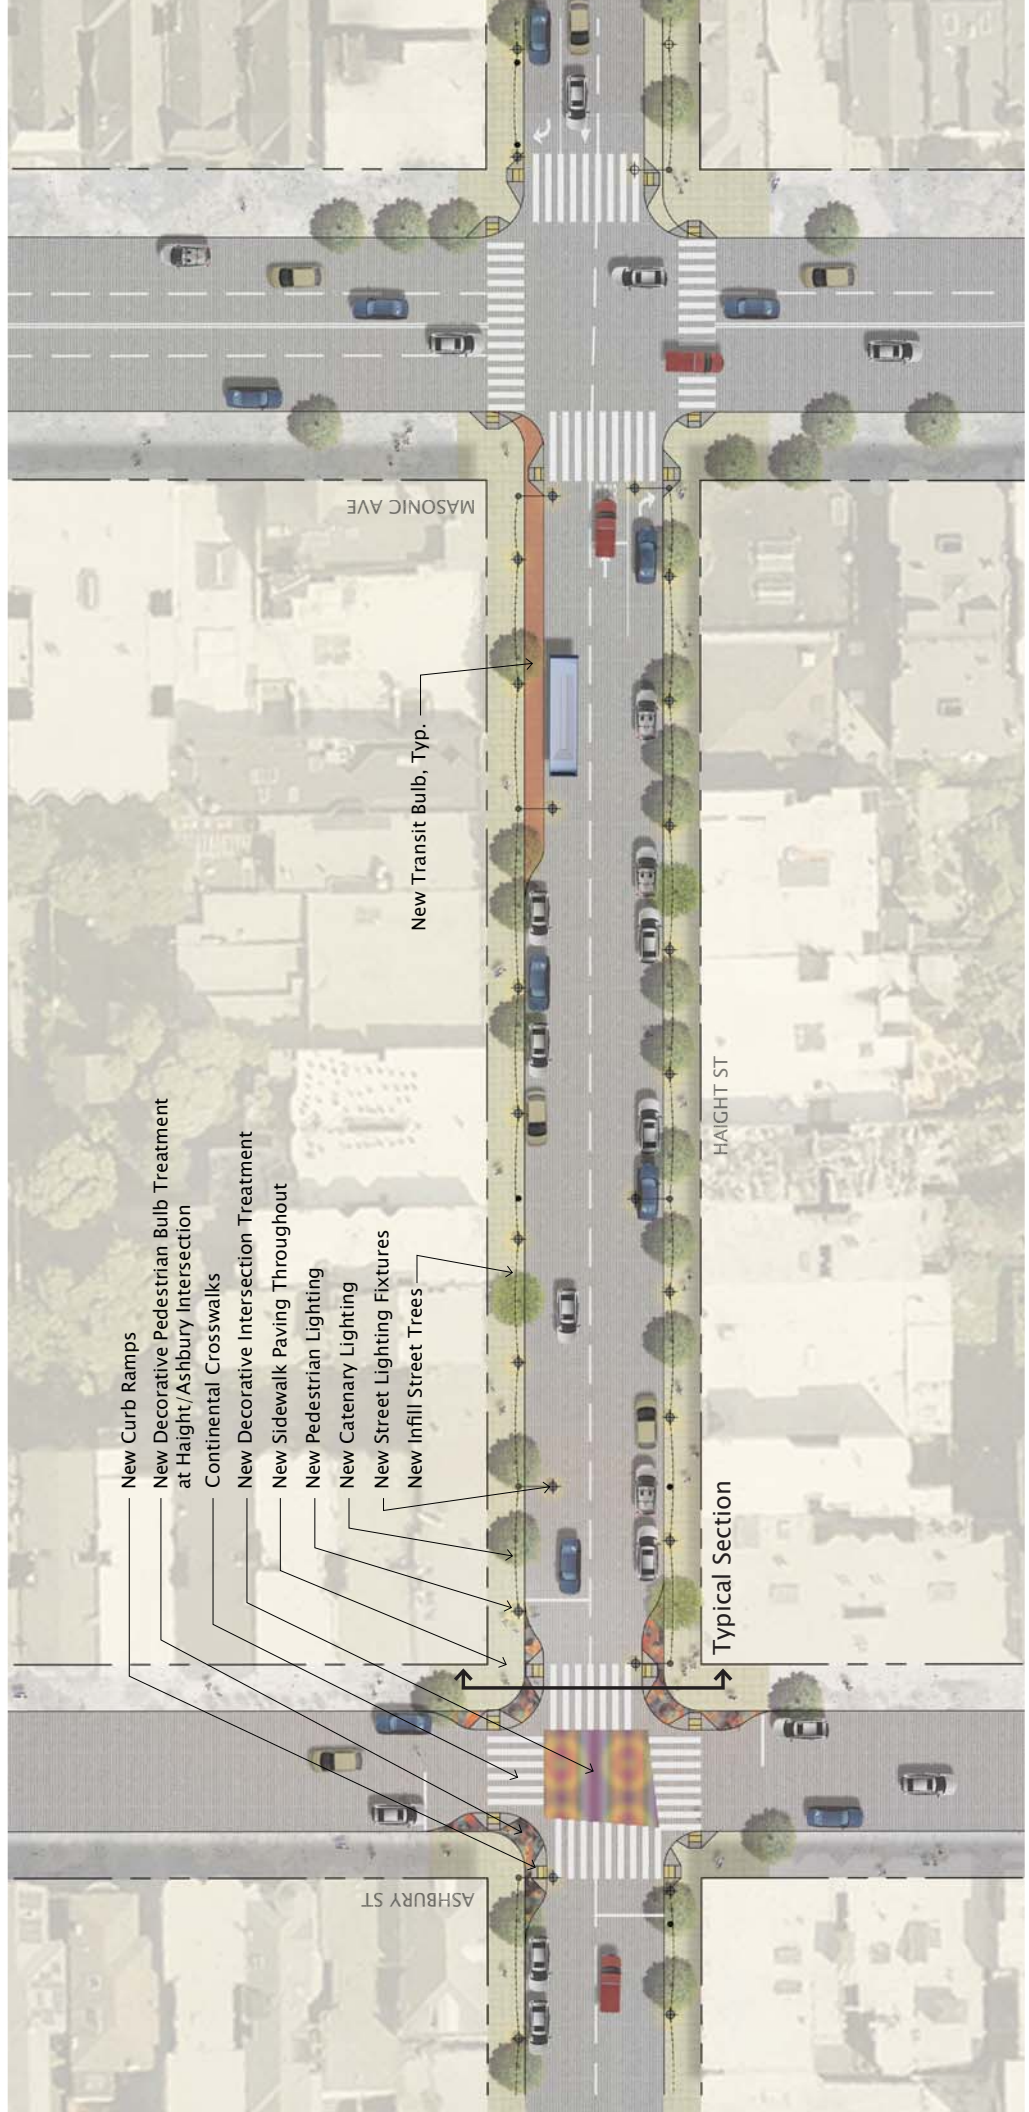 New Curb Ramps
New Decorative Pedestrian Bulb Treatment
at Haight/Ashbury Intersection
Continental Crosswalks
New Decorative Intersection Treatment
New Sidewalk Paving Throughout
New Pedestrian Lighting
New Catenary Lighting
New Street Lighting Fixtures
New Infill Street Trees
New Transit Bulb, Typ.
ASHBURY ST
MASONIC AVE
HAIGHT ST
Typical Section